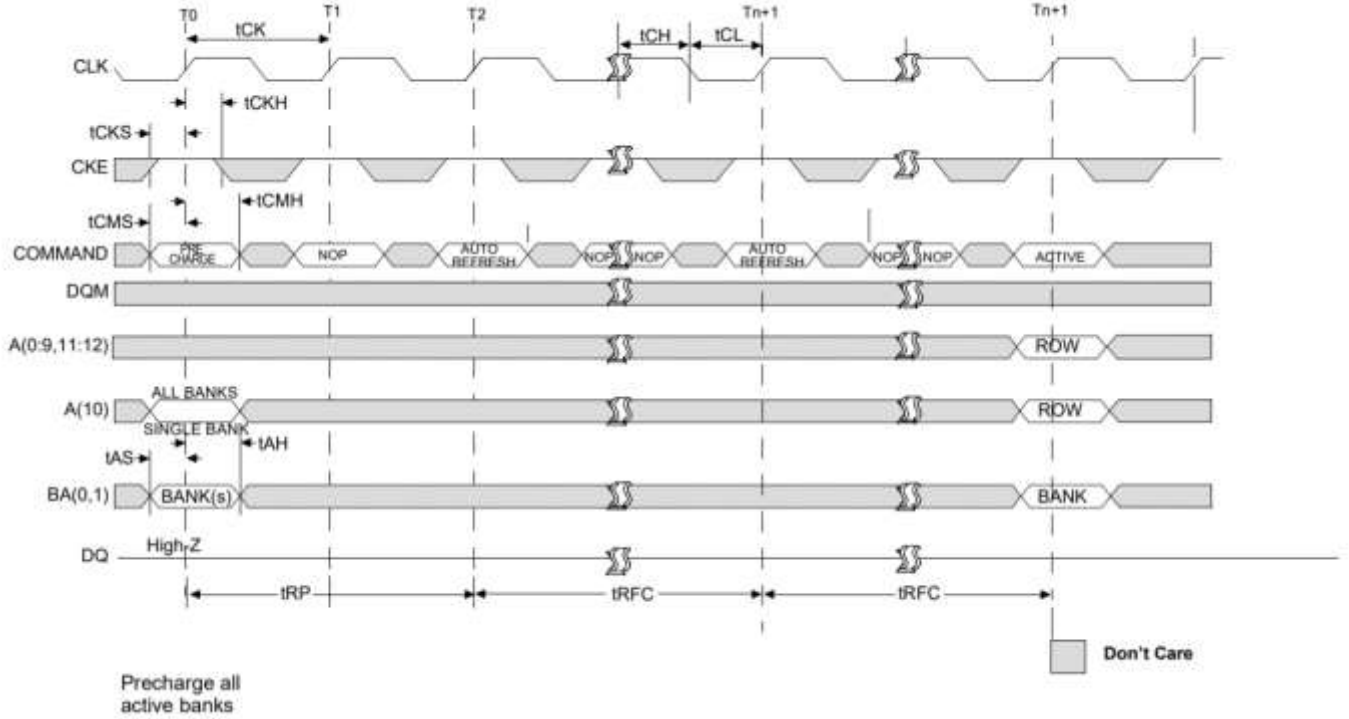 T0 T1 T2 Tn+1 Tn+1
tCK tCH tCL
CLK
tCKH
tCKS
CKE
tCMH
tCMS
COMMAND PRE CHARGE NOP AUTO REFRESH NOP NOP AUTO REFRESH NOP NOP ACTIVE
DQM
A(0:9,11:12) ROW
ALL BANKS
A(10) ROW
SINGLE BANK
tAH
tAS
BA(0,1) BANK(s) BANK
High-Z
DQ
tRP tRFC tRFC
Don't Care
Precharge all
active banks